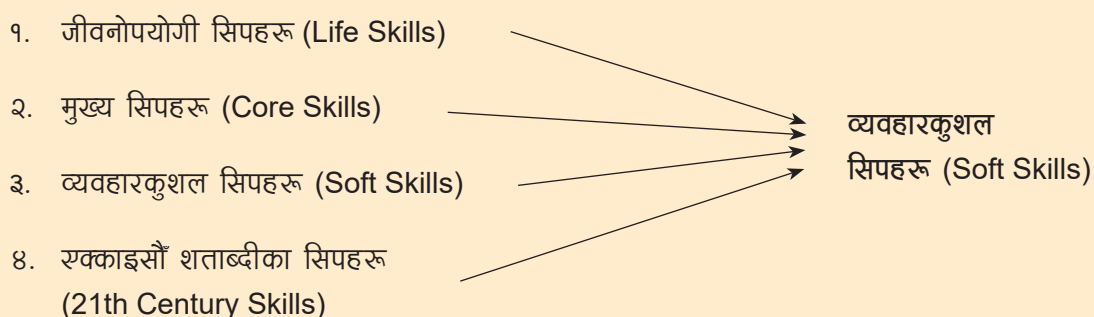 १. जीवनोपयोगी सिपहरू (Life Skills)
२. मुख्य सिपहरू (Core Skills)
३. व्यवहारकुशल सिपहरू (Soft Skills)
४. एक्काइसौँ शताब्दीका सिपहरू
(21th Century Skills)
व्यवहारकुशल
सिपहरू (Soft Skills)